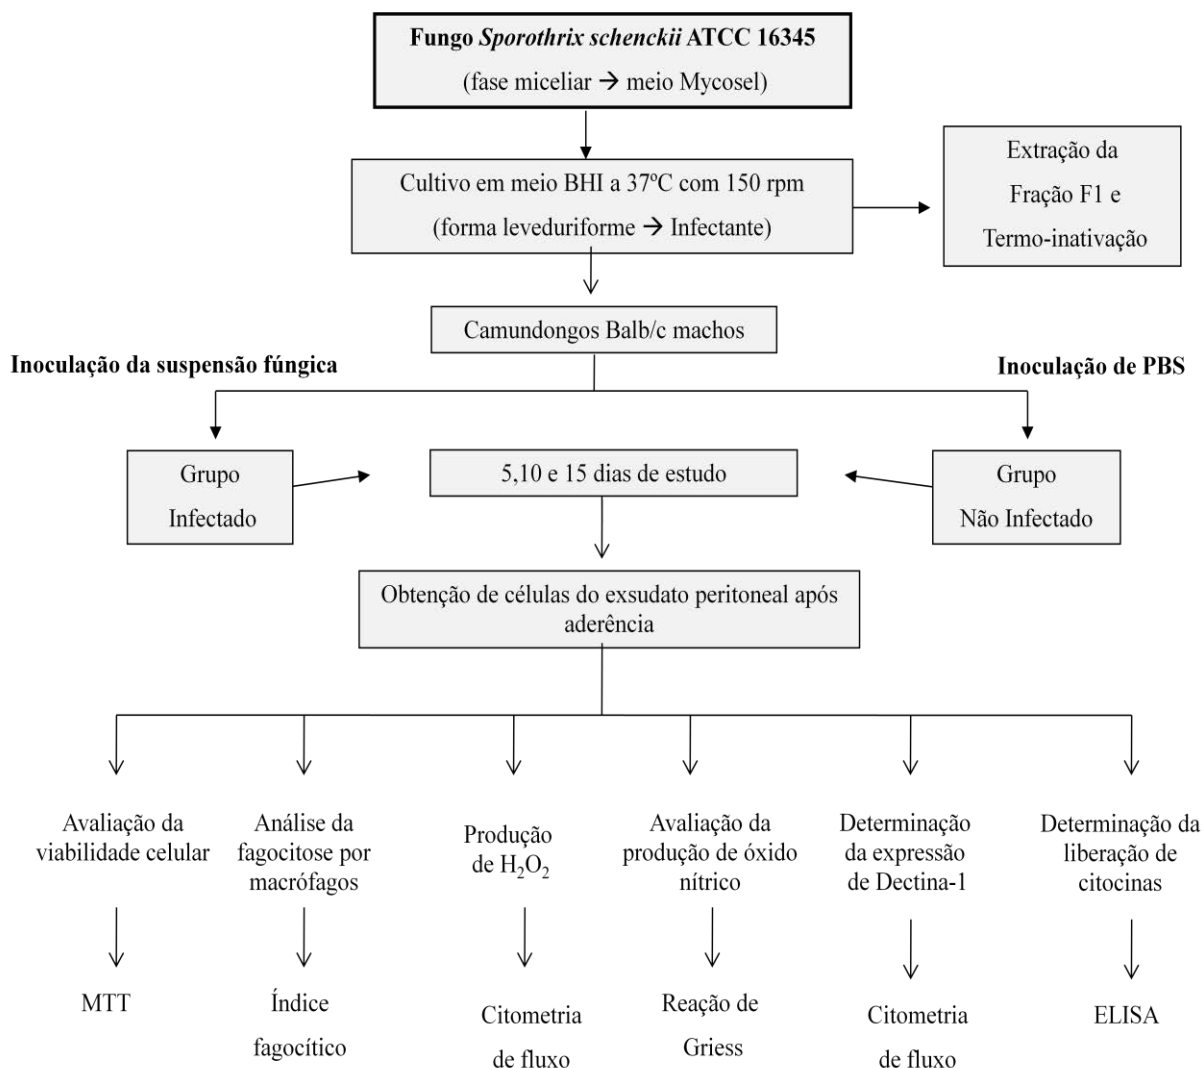 Fungo Sporothrix schenckii ATCC 16345
(fase miceliar → meio Mycosel)
Cultivo em meio BHI a 37ºC com 150 rpm
(forma leveduriforme → Infectante)
Extração da
Fração F1 e
Termo-inativação
Camundongos Balb/c machos
Inoculação da suspensão fúngica
Inoculação de PBS
Grupo
Infectado
5,10 e 15 dias de estudo
Grupo
Não Infectado
Obtenção de células do exsudato peritoneal após
aderência
Avaliação da
viabilidade celular
Análise da
fagocitose por
macrófagos
Produção
de H₂O₂
Avaliação da
produção de óxido
nítrico
Determinação
da expressão
de Dectina-1
Determinação da
liberação de
citocinas
MTT
Índice
fagocítico
Citometria
de fluxo
Reação de
Griess
Citometria
de fluxo
ELISA